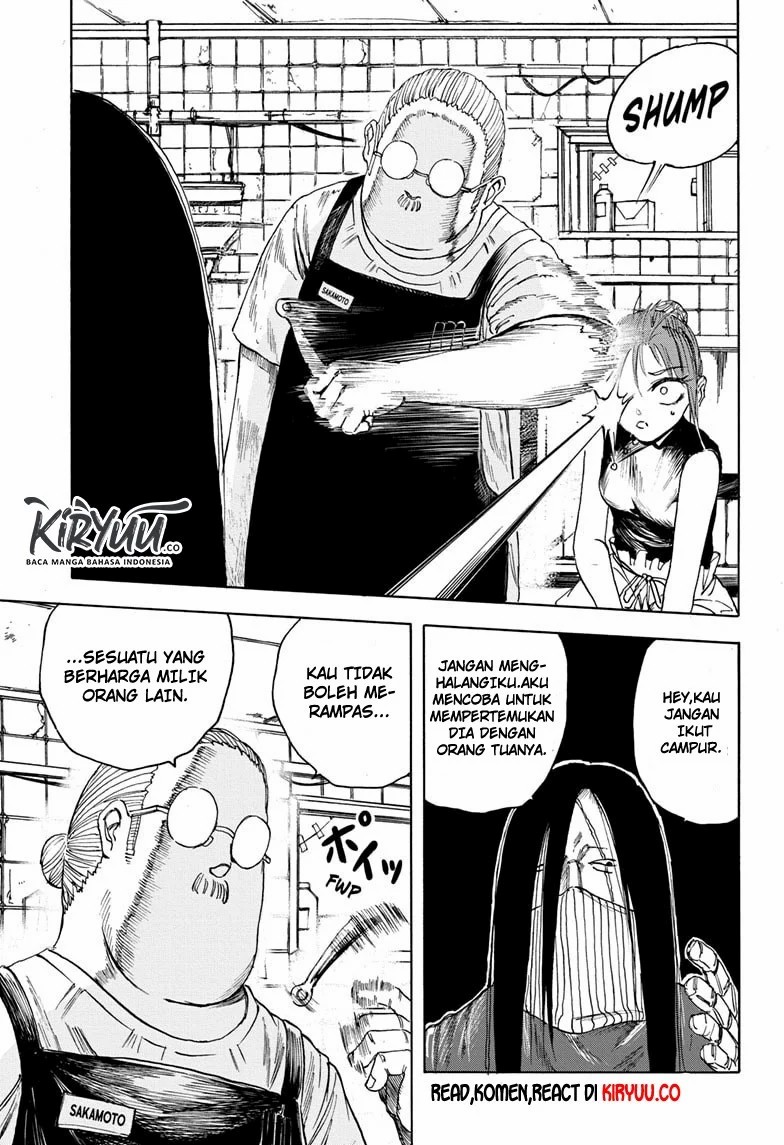 SHUMP
SAKAMOTO
KIRYUU.CO
BACA MANGA BAHASA INDONESIA
HEY,KAU
JANGAN
IKUT
CAMPUR.
JANGAN MENG-
HALANGIKU.AKU
MENCOBA UNTUK
MEMPERTEMUKAN
DIA DENGAN
ORANG TUANYA.
KAU TIDAK
BOLEH ME-
RAMPAS...
...SESUATU YANG
BERHARGA MILIK
ORANG LAIN.
ポイッ
FWP
SAKAMOTO
READ,KOMEN,REACT DI KIRYUU.CO